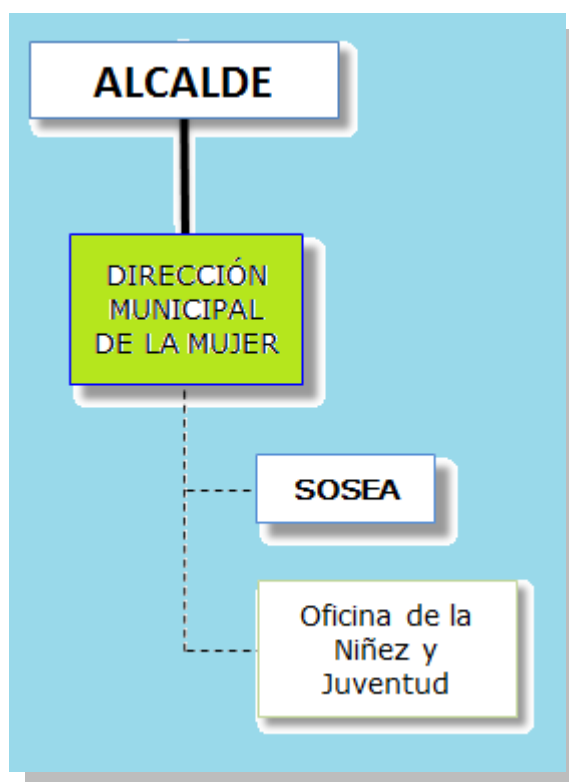 ALCALDE
DIRECCIÓN
MUNICIPAL
DE LA MUJER
SOSEA
Oficina de la
Niñez y
Juventud